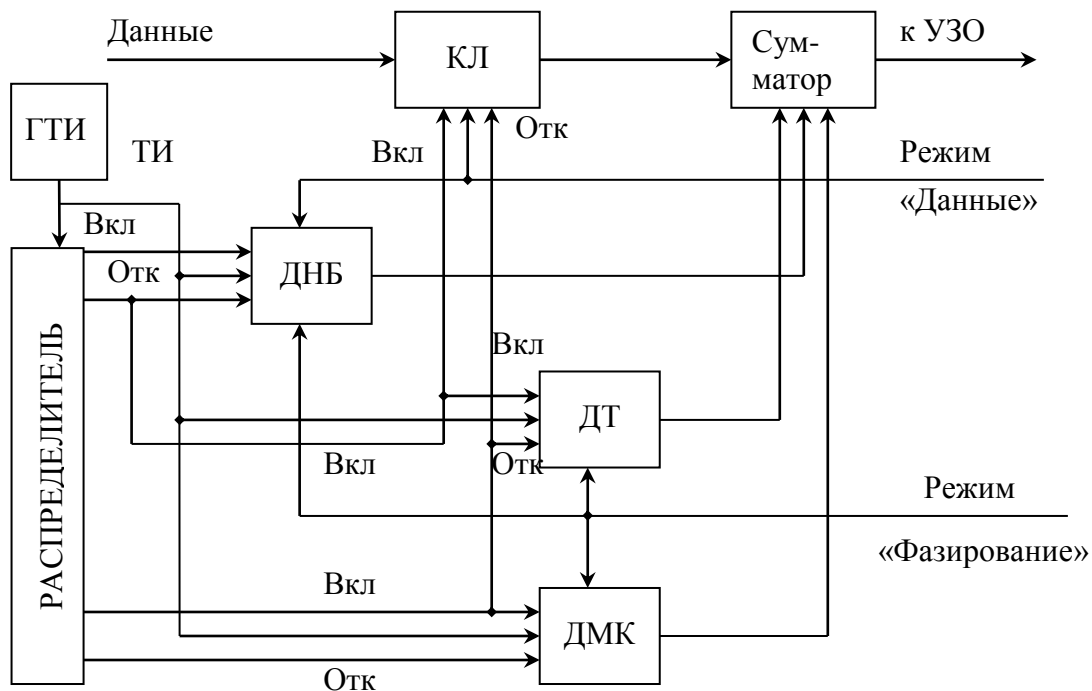 Данные
КЛ
Сум-
матор
к УЗО
ГТИ
ТИ
Вкл
Отк
Режим
«Данные»
Вкл
Отк
ДНБ
Вкл
ДТ
Отк
Вкл
Режим
«Фазирование»
РАСПРЕДЕЛИТЕЛЬ
Вкл
ДМК
Отк